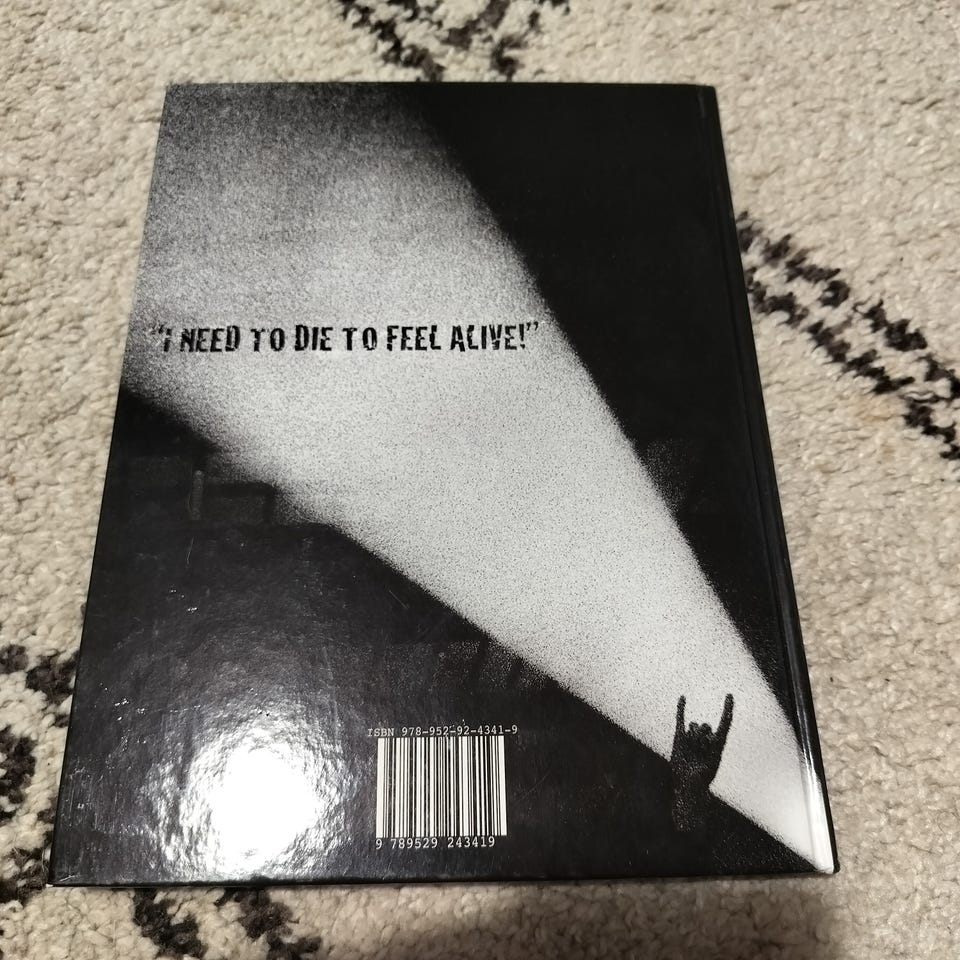 "I NEED TO DIE TO FEEL ALIVE!"
ISBN 978-952-92-4341-9
9 789529 243419